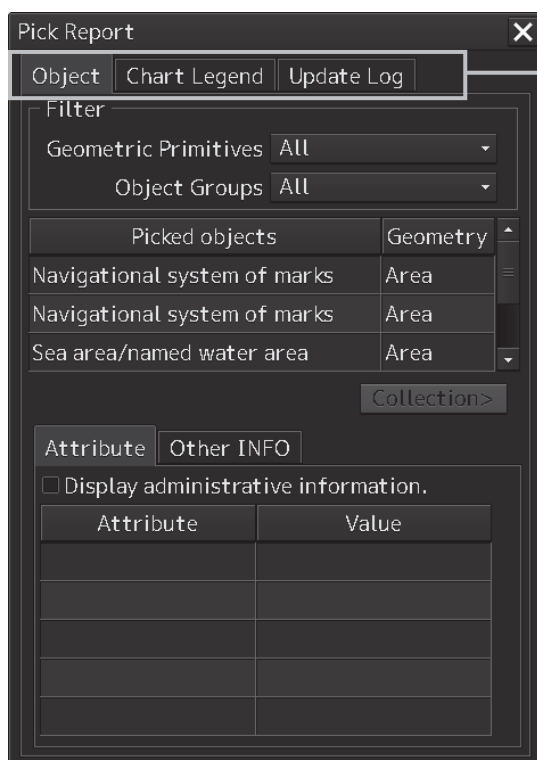 Pick Report
Object Chart Legend Update Log
Filter
Geometric Primitives All
Object Groups All
Picked objects Geometry
Navigational system of marks Area
Navigational system of marks Area
Sea area/named water area Area
Collection>
Attribute Other INFO
Display administrative information.
Attribute Value